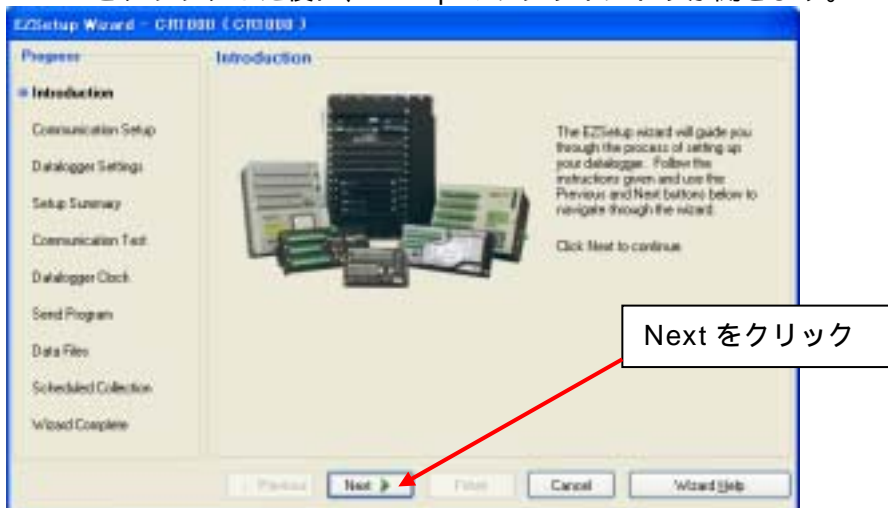 EZSetup Wizard - CR1000 ( CR1000 )
Progress
Introduction
Introduction
Communication Setup
Datalogger Settings
Setup Summary
Communication Test
Datalogger Clock
Send Program
Data Files
Scheduled Collection
Wizard Complete
The EZSetup wizard will guide you
through the process of setting up
your datalogger. Follow the
instructions given and use the
Previous and Next buttons below to
navigate through the wizard.
Click Next to continue
Next をクリック
Previous
Next
Finish
Cancel
Wizard Help